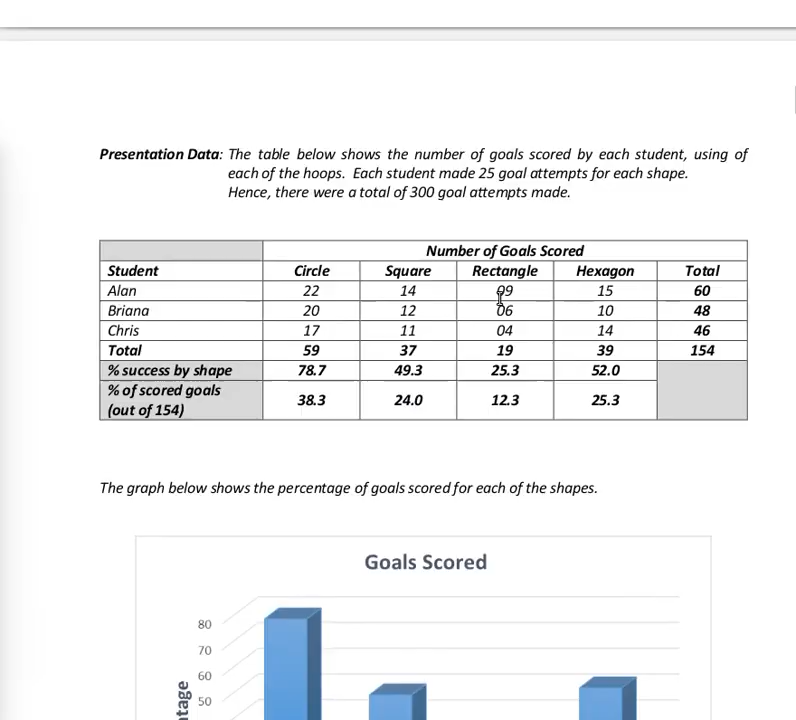 Presentation Data: The table below shows the number of goals scored by each student, using of
each of the hoops. Each student made 25 goal attempts for each shape.
Hence, there were a total of 300 goal attempts made.
Number of Goals Scored
Student Circle Square Rectangle Hexagon Total
Alan 22 14 09 15 60
Briana 20 12 06 10 48
Chris 17 11 04 14 46
Total 59 37 19 39 154
% success by shape 78.7 49.3 25.3 52.0
% of scored goals
(out of 154) 38.3 24.0 12.3 25.3
The graph below shows the percentage of goals scored for each of the shapes.
Goals Scored
80
70
60
50